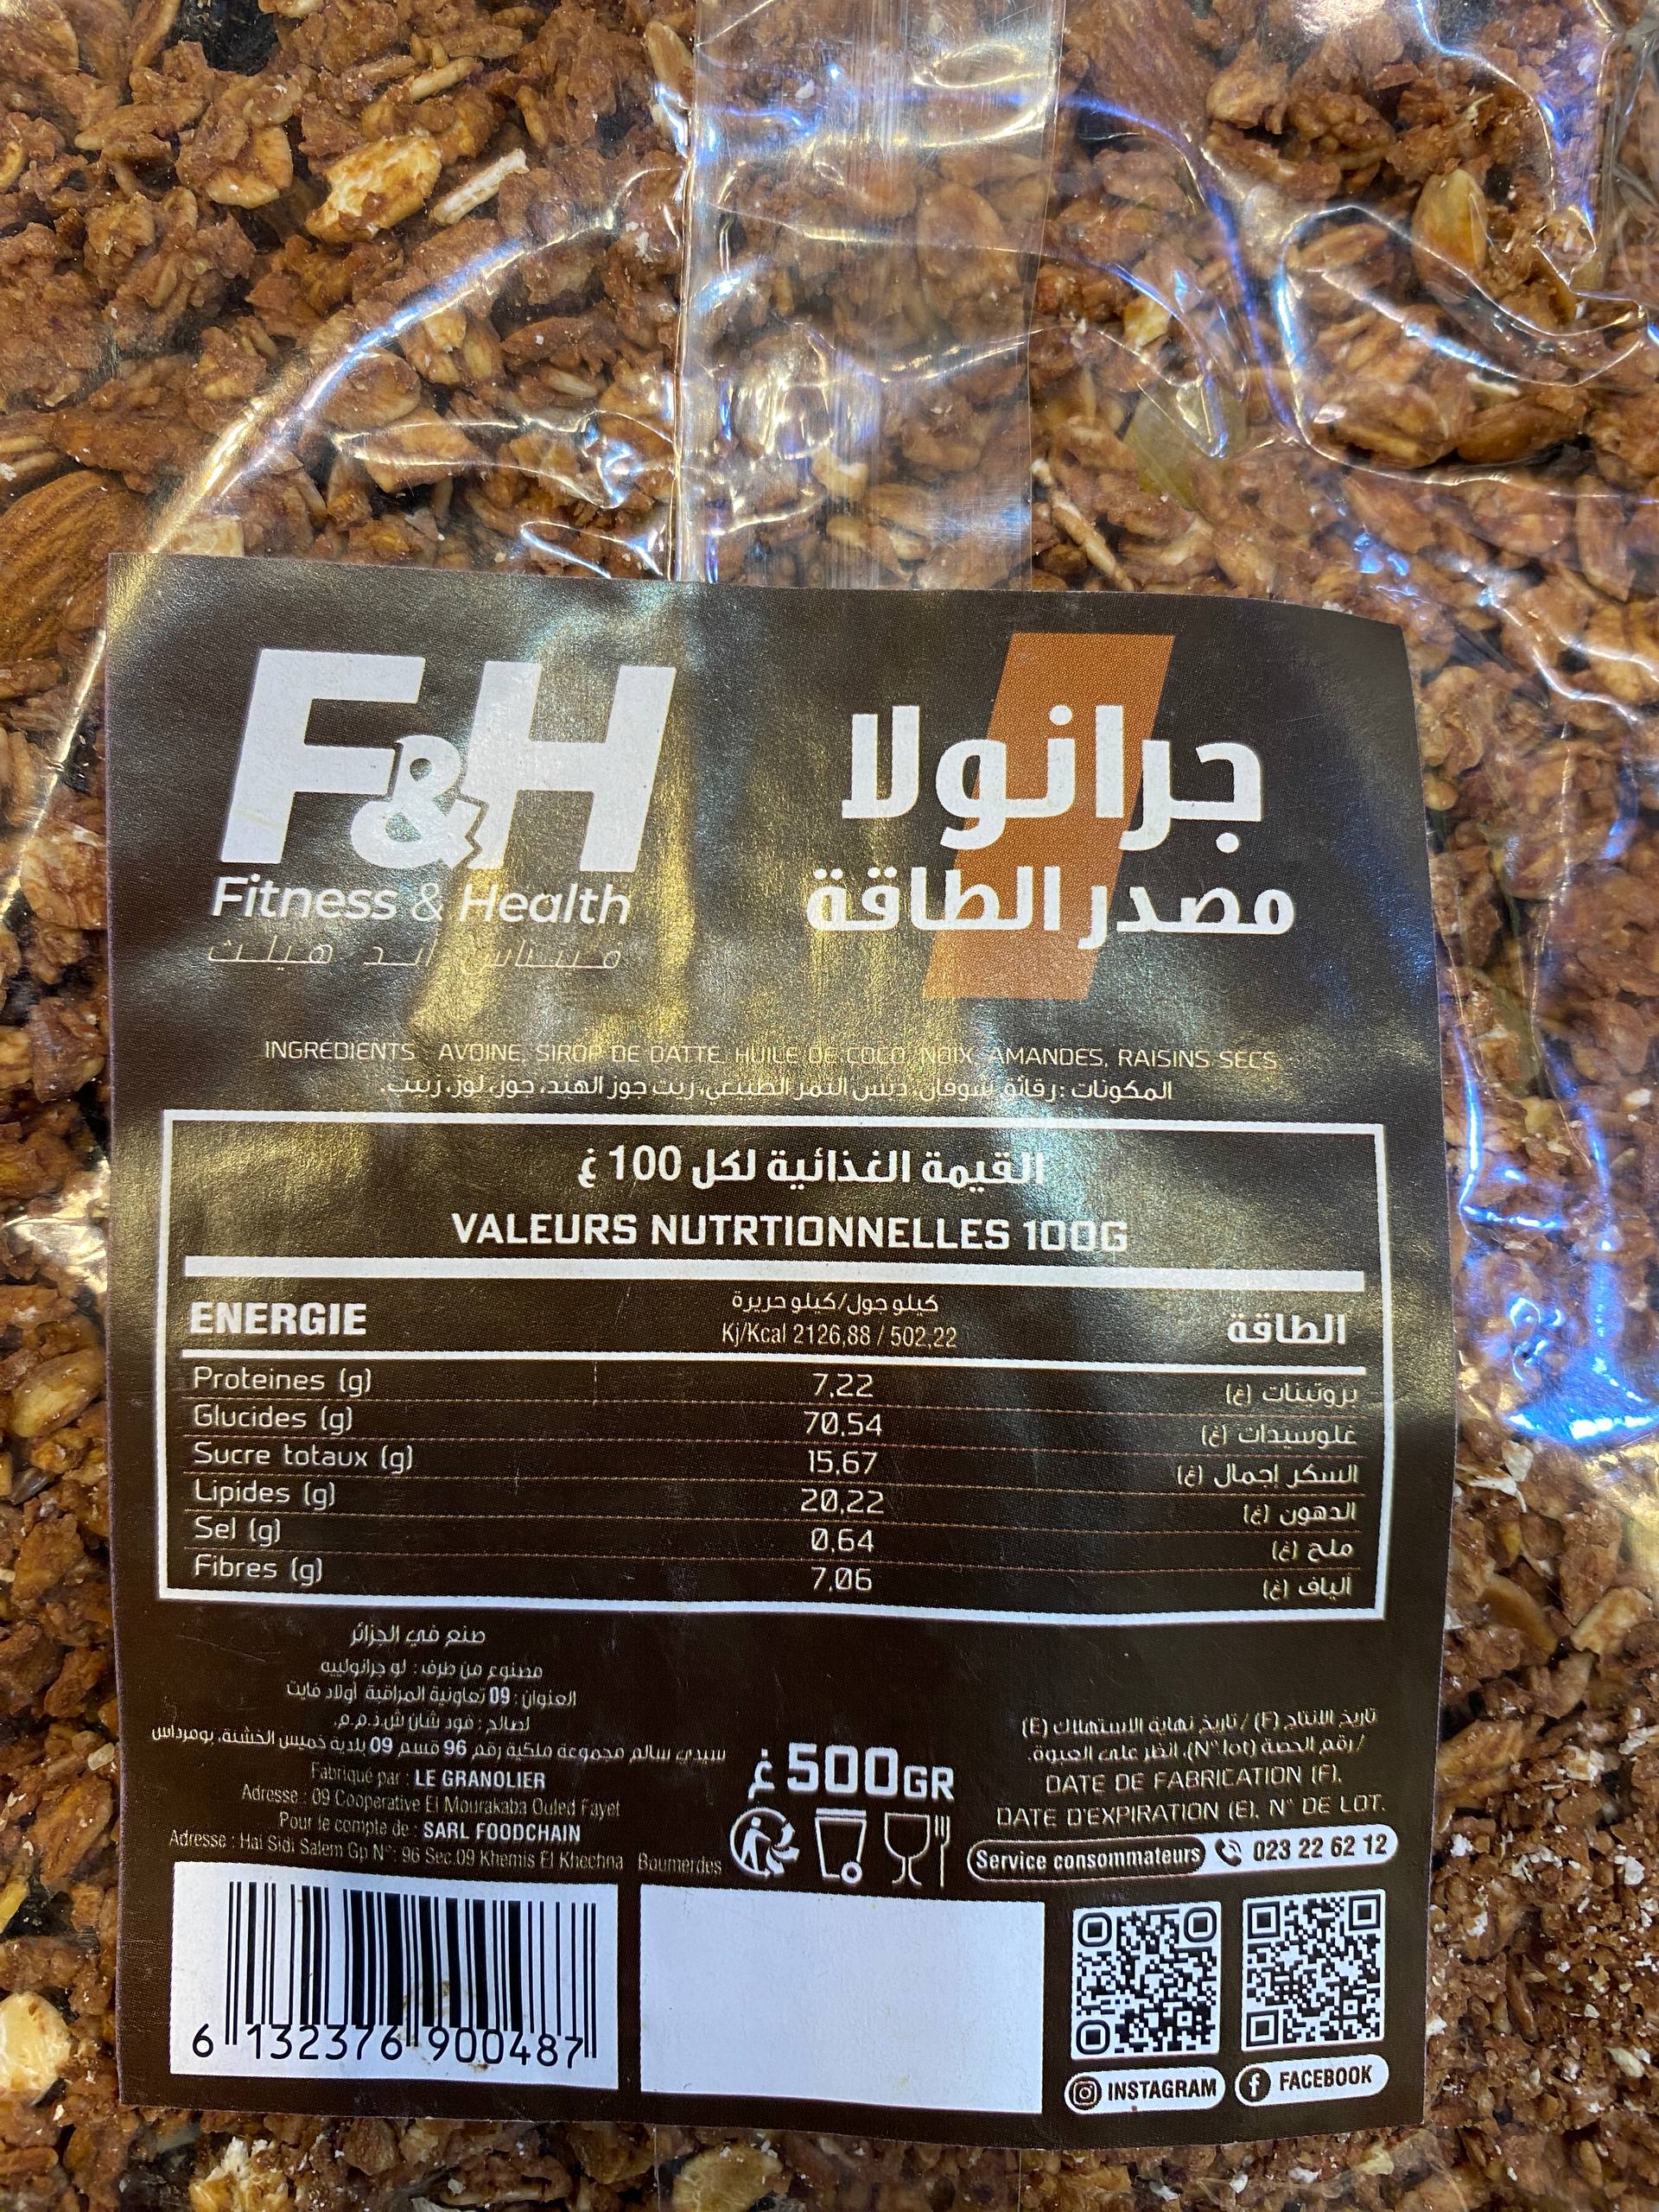 F&H
Fitness & Health
فيتناس أند هيلث
جرانولا
مصدر الطاقة
INGREDIENTS : AVOINE, SIROP DE DATTE, HUILE DE COCO, NOIX, AMANDES, RAISINS SECS
المكونات : رقائق شوفان، دبس التمر الطبيعي، زيت جوز الهند، جوز، لوز، زبيب.
القيمة الغذائية لكل 100 غ
VALEURS NUTRTIONNELLES 100G
ENERGIE كيلو جول/كيلو حريرة الطاقة
Kj/Kcal 2126,88 / 502,22
Proteines (g) 7,22 بروتينات (غ)
Glucides (g) 70,54 غلوسيدات (غ)
Sucre totaux (g) 15,67 السكر إجمال (غ)
Lipides (g) 20,22 الدهون (غ)
Sel (g) 0,64 ملح (غ)
Fibres (g) 7,06 ألياف (غ)
صنع في الجزائر
مصنوع من طرف : لو جرانولييه
العنوان : 09 تعاونية المراقبة أولاد فايت
لصالح : فود شان ش.ذ.م.م.
سيدي سالم مجموعة ملكية رقم 96 قسم 09 بلدية خميس الخشنة، بومرداس
Fabriqué par : LE GRANOLIER
Adresse : 09 Cooperative El Mourakaba Ouled Fayet
Pour le compte de : SARL FOODCHAIN
Adresse : Hai Sidi Salem Gp N°: 96 Sec.09 Khemis El Khechna Boumerdes
500GR غ
تاريخ الانتاج (F) / تاريخ نهاية الاستهلاك (E)
/ رقم الحصة (N° lot)، انظر على العبوة.
DATE DE FABRICATION (F),
DATE D'EXPIRATION (E), N° DE LOT.
Service consommateurs 023 22 62 12
6 132376 900487
INSTAGRAM
FACEBOOK